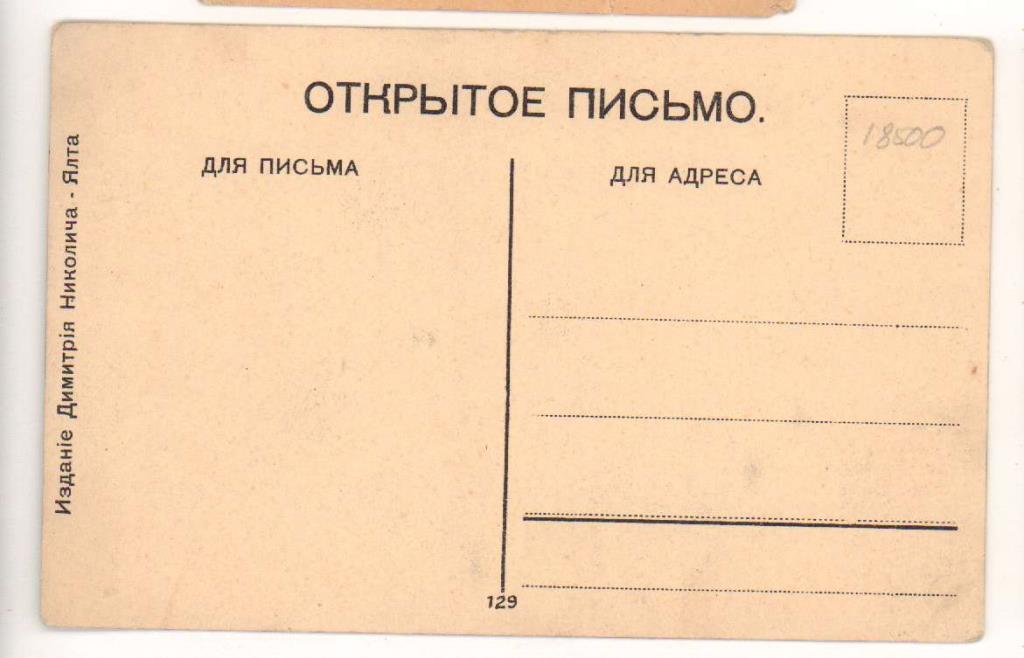 ОТКРЫТОЕ ПИСЬМО.
18500
ДЛЯ ПИСЬМА
ДЛЯ АДРЕСА
Изданіе Димитрія Николича - Ялта
129